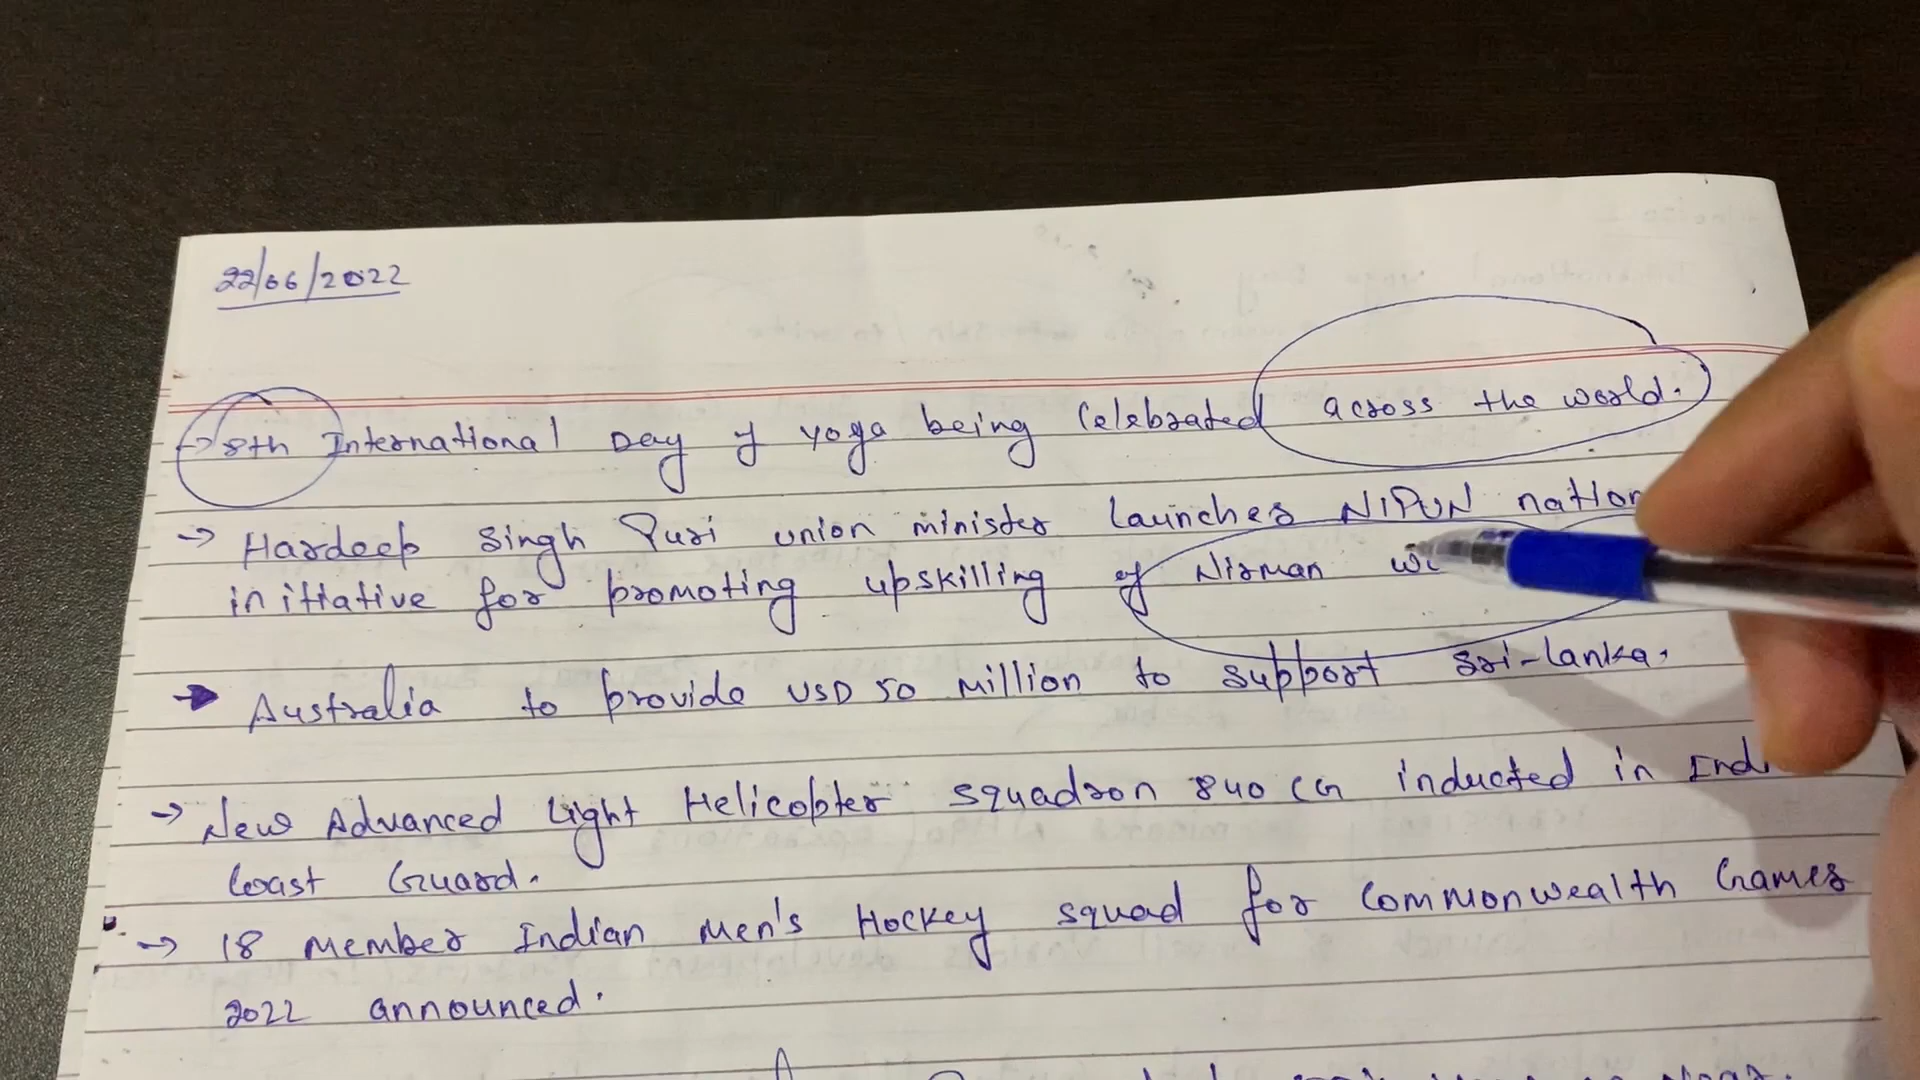 22/06/2022
→ 8th International Day of yoga being Celebrated across the world.
→ Hardeep Singh Puri union minister launches NIPUN nation
initiative for promoting upskilling of Nirman
→ Australia to provide USD 50 Million to support Sri-lanka.
→ New Advanced light Helicopter squadron 840 CG inducted in Indi
Coast Guard.
→ 18 member Indian Men's Hockey squad for Commonwealth Games
2022 announced.